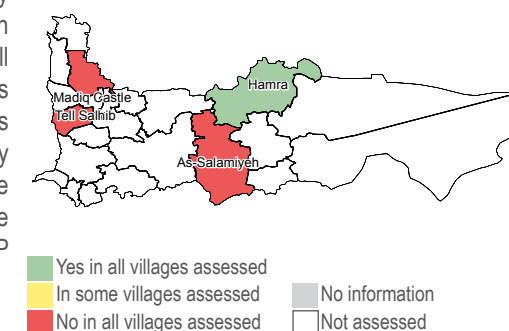 y
n
ll
s
s
y
e
e
Hamra
Madiq Castle
Tell Salhib
As-Salamiyeh
Yes in all villages assessed
In some villages assessed
No information
No in all villages assessed
Not assessed